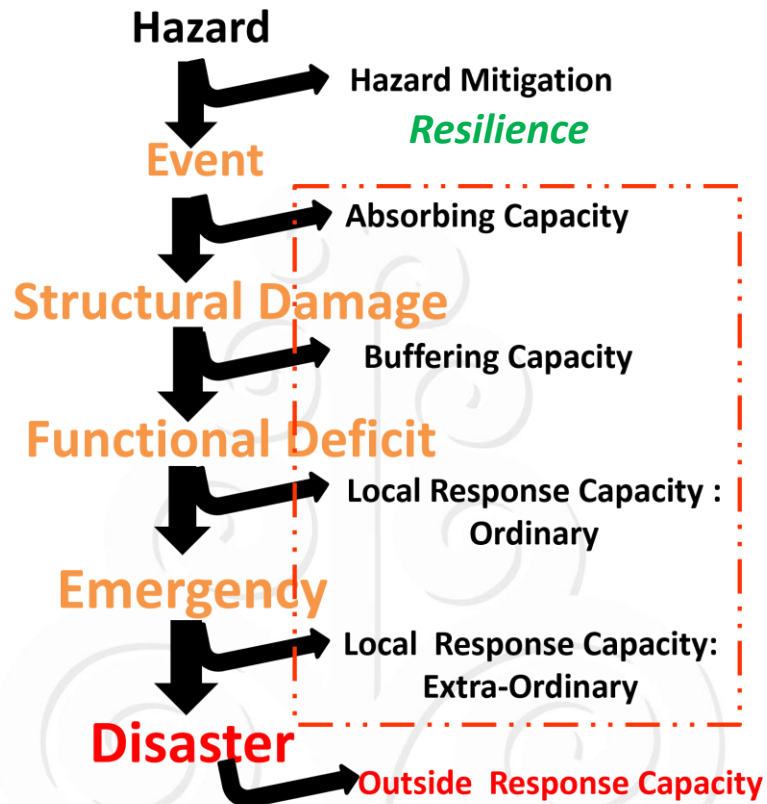 Hazard
Hazard Mitigation
Resilience
Event
Absorbing Capacity
Structural Damage
Buffering Capacity
Functional Deficit
Local Response Capacity :
Ordinary
Emergency
Local Response Capacity:
Extra-Ordinary
Disaster
Outside Response Capacity